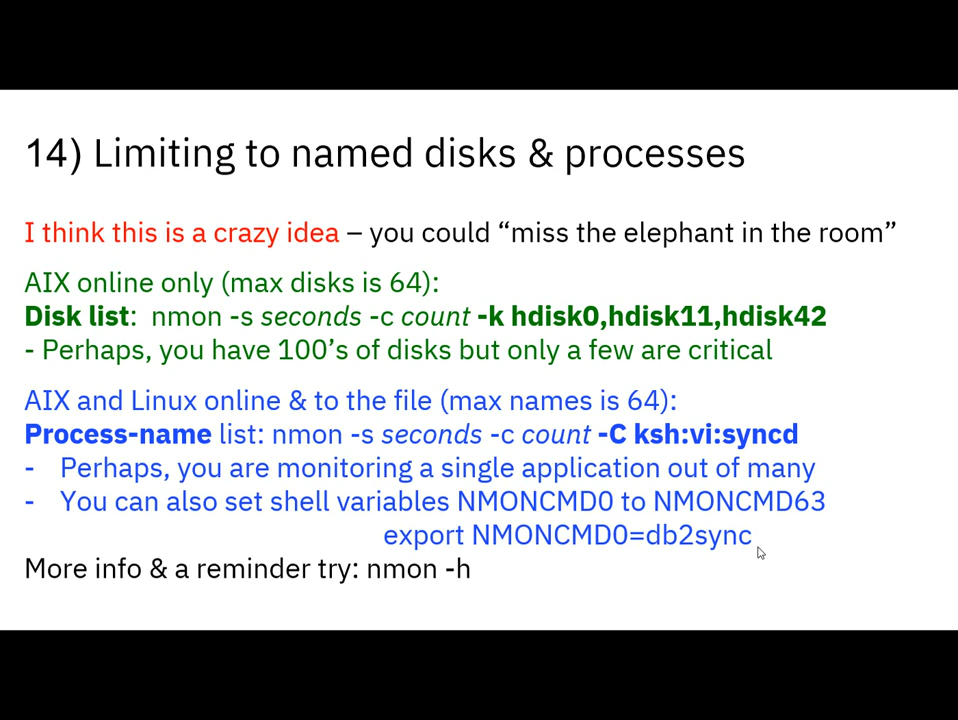 14) Limiting to named disks & processes
I think this is a crazy idea – you could “miss the elephant in the room”
AIX online only (max disks is 64):
Disk list:  nmon -s seconds -c count -k hdisk0,hdisk11,hdisk42
- Perhaps, you have 100’s of disks but only a few are critical
AIX and Linux online & to the file (max names is 64):
Process-name list: nmon -s seconds -c count -C ksh:vi:syncd
- Perhaps, you are monitoring a single application out of many
- You can also set shell variables NMONCMD0 to NMONCMD63
export NMONCMD0=db2sync
More info & a reminder try: nmon -h